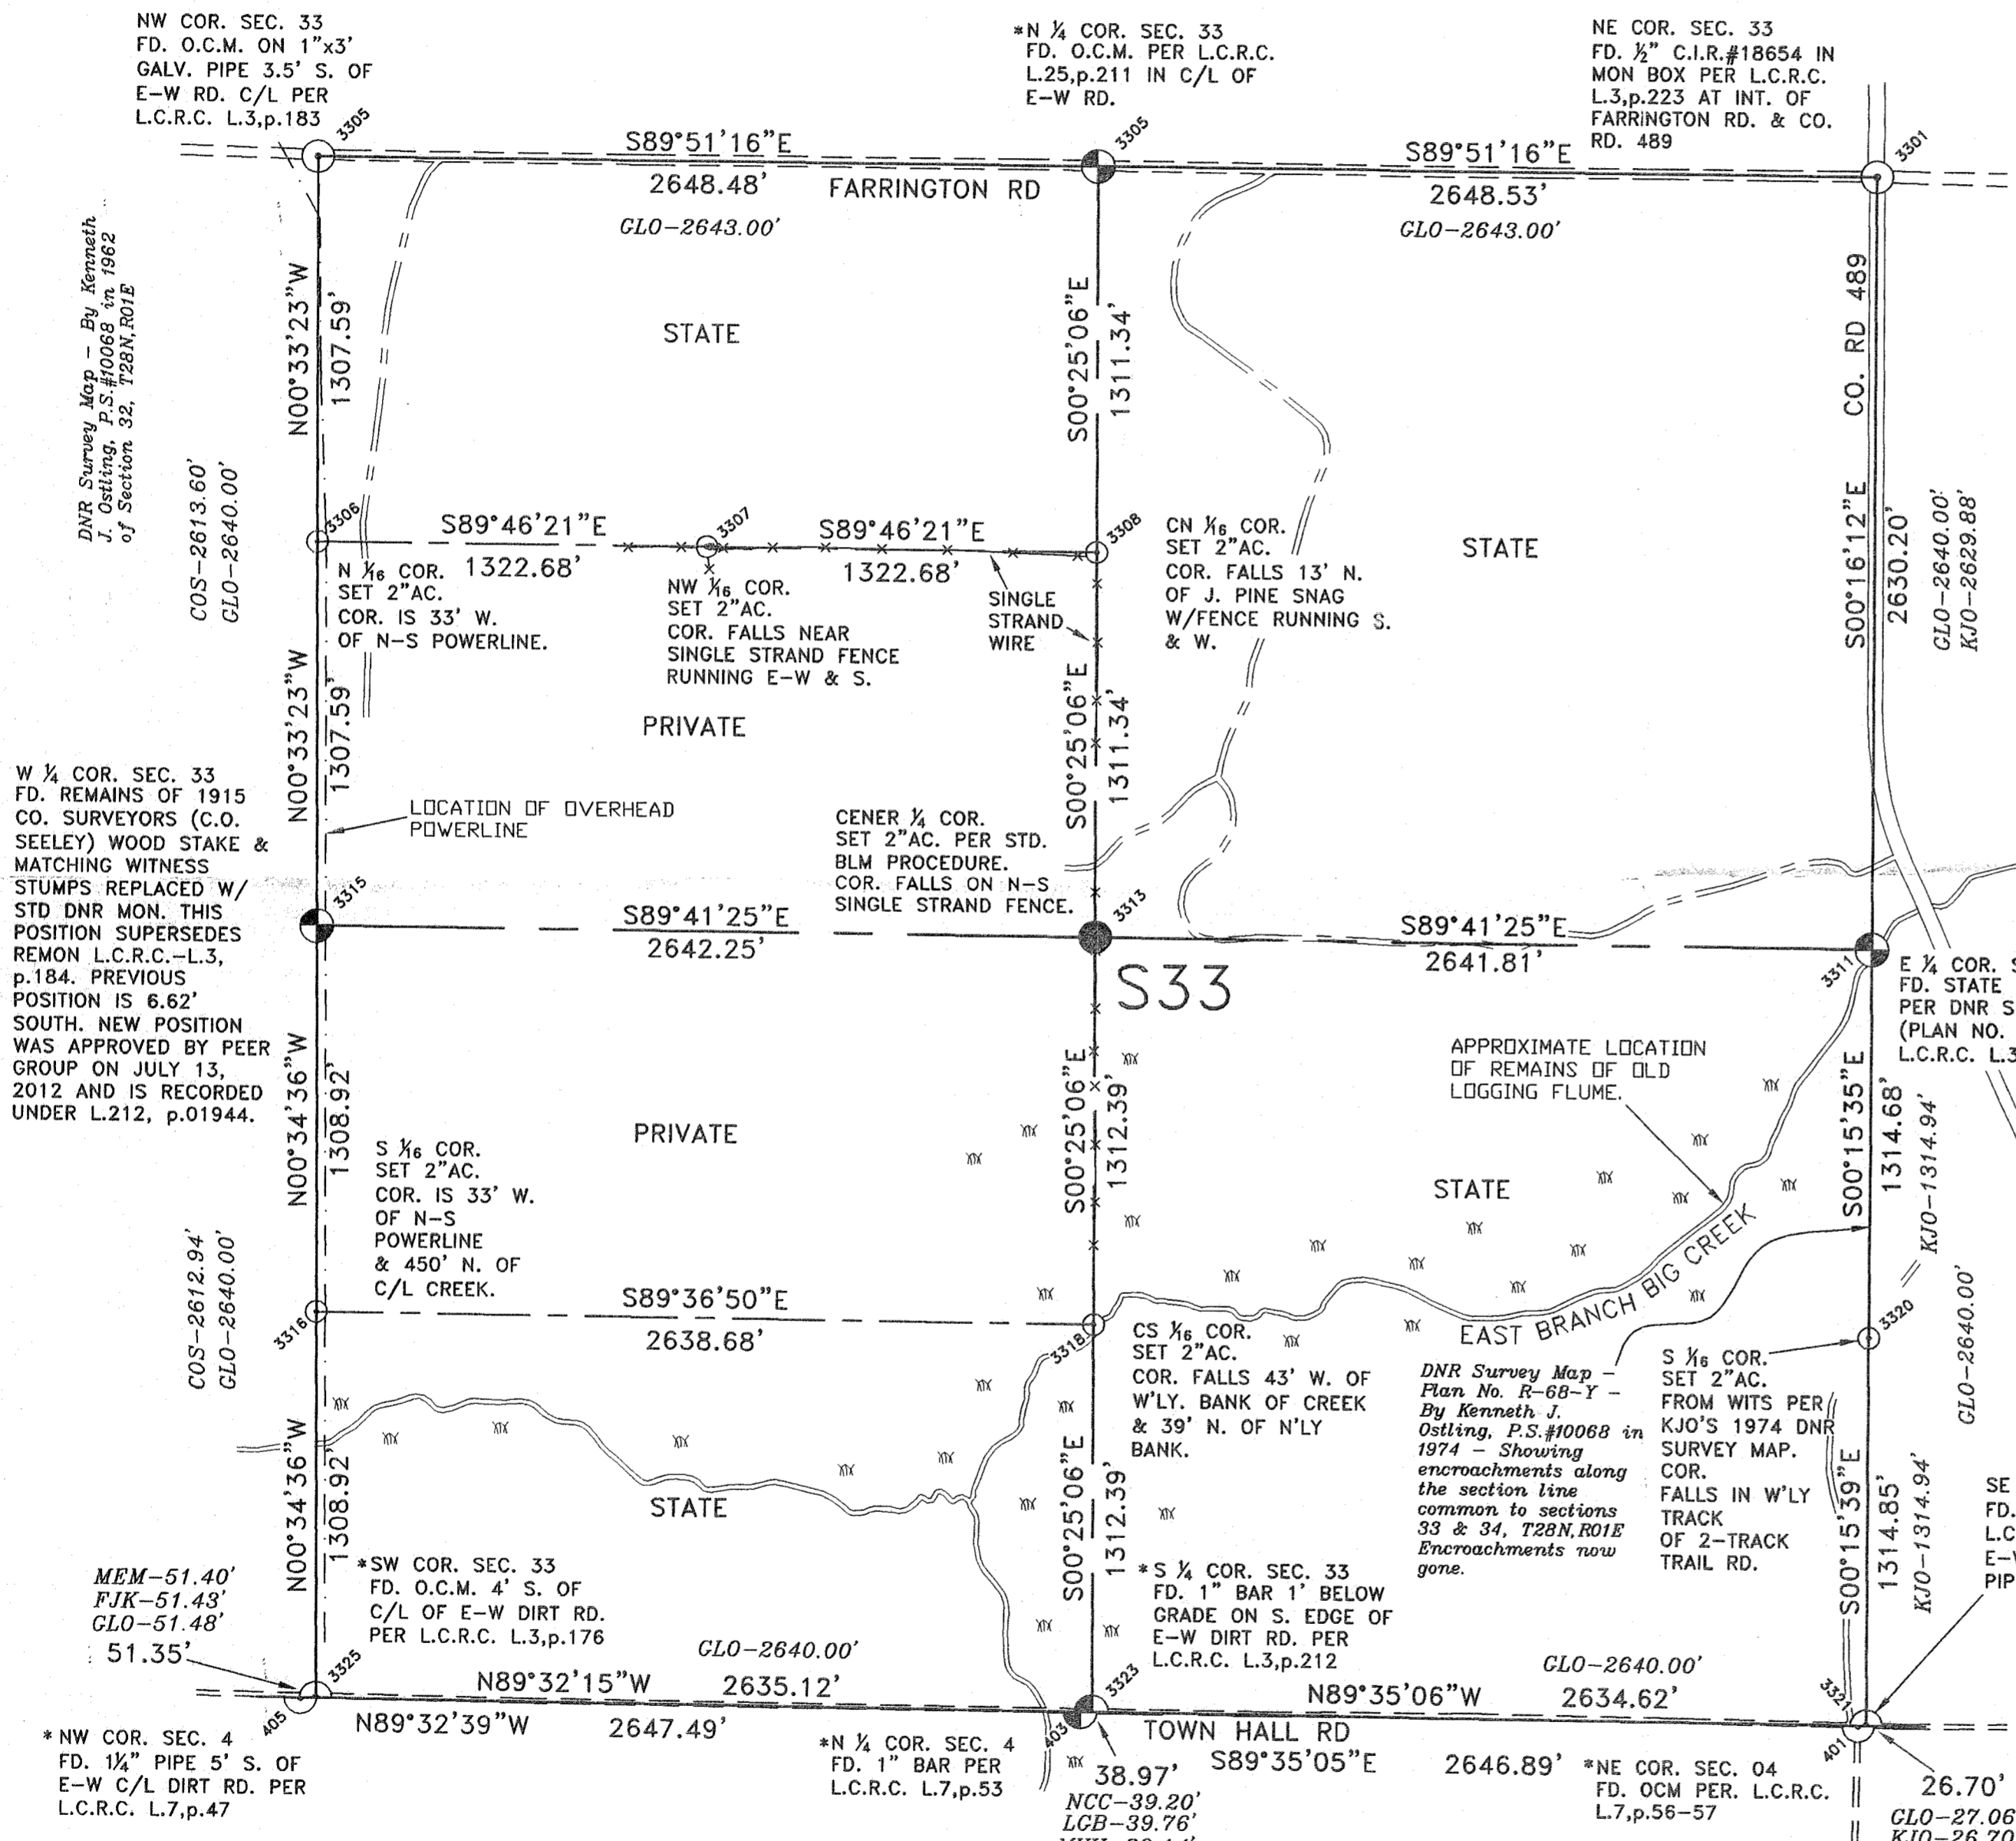 NW COR. SEC. 33
FD. O.C.M. ON 1"x3'
GALV. PIPE 3.5' S. OF
E-W RD. C/L PER
L.C.R.C. L.3,p.183
3305
*N ¼ COR. SEC. 33
FD. O.C.M. PER L.C.R.C.
L.25,p.211 IN C/L OF
E-W RD.
3305
NE COR. SEC. 33
FD. ½" C.I.R.#18654 IN
MON BOX PER L.C.R.C.
L.3,p.223 AT INT. OF
FARRINGTON RD. & CO.
RD. 489
3301
S89°51'16"E
2648.48'
FARRINGTON RD
GLO-2643.00'
S89°51'16"E
2648.53'
GLO-2643.00'
DNR Survey Map - By Kenneth
J. Ostling, P.S.#10068 in 1962
of Section 32, T28N,R01E
N00°33'23"W
1307.59'
STATE
S00°25'06"E
1311.34'
CO. RD 489
COS-2613.60'
GLO-2640.00'
3306
S89°46'21"E
1322.68'
3307
S89°46'21"E
1322.68'
3308
N 1/16 COR.
SET 2"AC.
COR. IS 33' W.
OF N-S POWERLINE.
NW 1/16 COR.
SET 2"AC.
COR. FALLS NEAR
SINGLE STRAND FENCE
RUNNING E-W & S.
SINGLE
STRAND
WIRE
CN 1/16 COR.
SET 2"AC.
COR. FALLS 13' N.
OF J. PINE SNAG
W/FENCE RUNNING S.
& W.
STATE
S00°16'12"E
2630.20'
GLO-2640.00'
KJO-2629.88'
N00°33'23"W
1307.59'
PRIVATE
S00°25'06"E
1311.34'
W ¼ COR. SEC. 33
FD. REMAINS OF 1915
CO. SURVEYORS (C.O.
SEELEY) WOOD STAKE &
MATCHING WITNESS
STUMPS REPLACED W/
STD DNR MON. THIS
POSITION SUPERSEDES
REMON L.C.R.C.-L.3,
p.184. PREVIOUS
POSITION IS 6.62'
SOUTH. NEW POSITION
WAS APPROVED BY PEER
GROUP ON JULY 13,
2012 AND IS RECORDED
UNDER L.212, p.01944.
LOCATION OF OVERHEAD
POWERLINE
CENER ¼ COR.
SET 2"AC. PER STD.
BLM PROCEDURE.
COR. FALLS ON N-S
SINGLE STRAND FENCE.
3315
S89°41'25"E
2642.25'
3313
S89°41'25"E
2641.81'
3311
S33
E ¼ COR. S
FD. STATE
PER DNR S
(PLAN NO.
L.C.R.C. L.3
N00°34'36"W
1308.92'
PRIVATE
S00°25'06"E
1312.39'
APPROXIMATE LOCATION
OF REMAINS OF OLD
LOGGING FLUME.
STATE
S00°15'35"E
1314.68'
KJO-1314.94'
S 1/16 COR.
SET 2"AC.
COR. IS 33' W.
OF N-S
POWERLINE
& 450' N. OF
C/L CREEK.
COS-2612.94'
GLO-2640.00'
3316
S89°36'50"E
2638.68'
3318
EAST BRANCH BIG CREEK
3320
GLO-2640.00'
CS 1/16 COR.
SET 2"AC.
COR. FALLS 43' W. OF
W'LY. BANK OF CREEK
& 39' N. OF N'LY
BANK.
DNR Survey Map -
Plan No. R-68-Y -
By Kenneth J.
Ostling, P.S.#10068 in
1974 - Showing
encroachments along
the section line
common to sections
33 & 34, T28N,R01E
Encroachments now
gone.
S 1/16 COR.
SET 2"AC.
FROM WITS PER
KJO'S 1974 DNR
SURVEY MAP.
COR.
FALLS IN W'LY
TRACK
OF 2-TRACK
TRAIL RD.
N00°34'36"W
1308.92'
STATE
S00°25'06"E
1312.39'
S00°15'39"E
1314.85'
KJO-1314.94'
SE
FD.
L.C
E-W
PIP
MEM-51.40'
FJK-51.43'
GLO-51.48'
51.35'
*SW COR. SEC. 33
FD. O.C.M. 4' S. OF
C/L OF E-W DIRT RD.
PER L.C.R.C. L.3,p.176
*S ¼ COR. SEC. 33
FD. 1" BAR 1' BELOW
GRADE ON S. EDGE OF
E-W DIRT RD. PER
L.C.R.C. L.3,p.212
3325
GLO-2640.00'
N89°32'15"W
2635.12'
3323
GLO-2640.00'
N89°35'06"W
2634.62'
3321
405
N89°32'39"W
2647.49'
403
TOWN HALL RD
S89°35'05"E
2646.89'
401
*NW COR. SEC. 4
FD. 1¼" PIPE 5' S. OF
E-W C/L DIRT RD. PER
L.C.R.C. L.7,p.47
*N ¼ COR. SEC. 4
FD. 1" BAR PER
L.C.R.C. L.7,p.53
38.97'
NCC-39.20'
LGB-39.76'
*NE COR. SEC. 04
FD. OCM PER. L.C.R.C.
L.7,p.56-57
26.70'
GLO-27.06
KJO-26.70